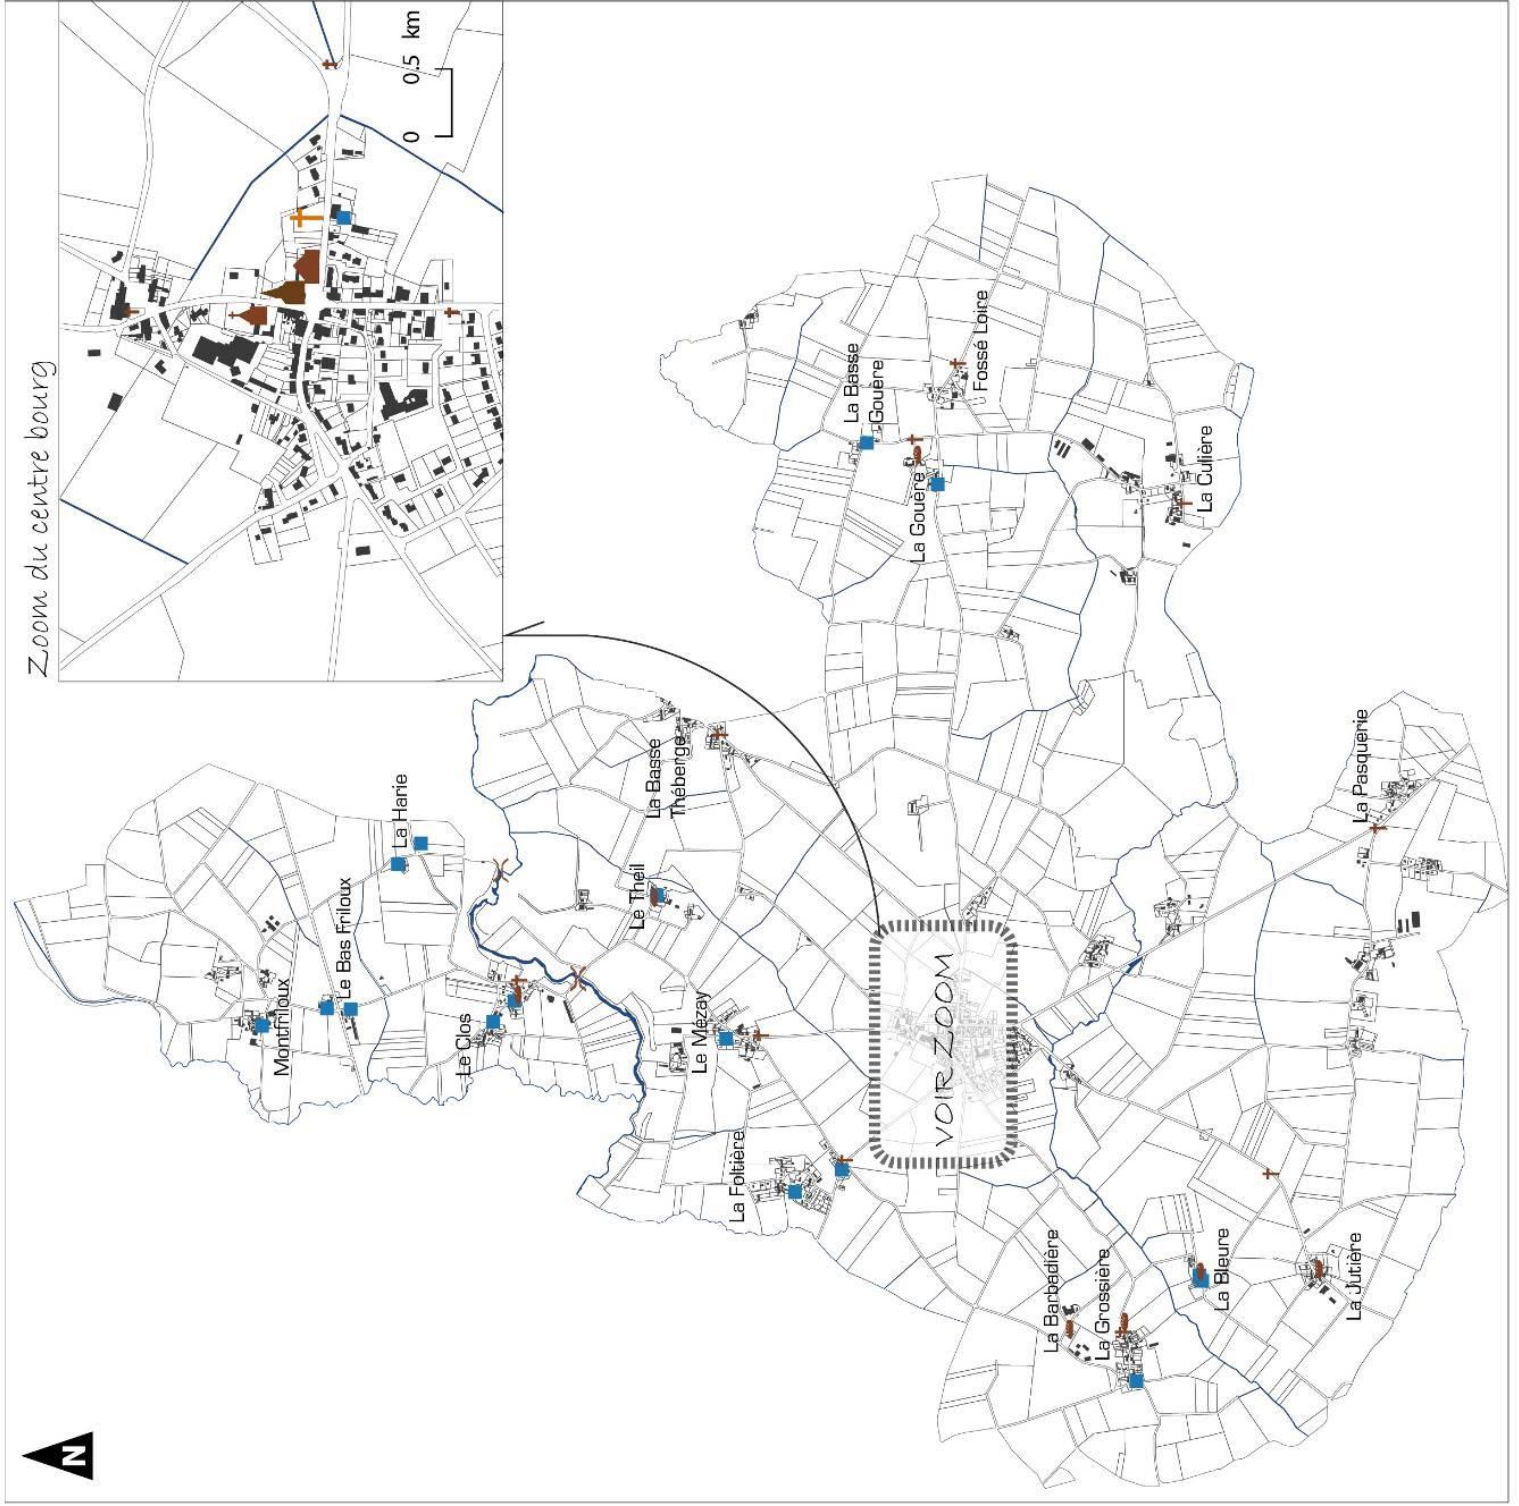 Zoom du centre bourg
0 0.5 km
Montfrioux
Le Bas Friloux
La Harie
Le Clos
La Basse
Théberge
Le Theil
Le Mézay
La Foltière
VOIR ZOOM
La Basse
Gouère
La Gouère
Fossé Loire
La Culière
La Pasquerie
La Barbadière
La Grossière
La Bleure
La Jutière
N